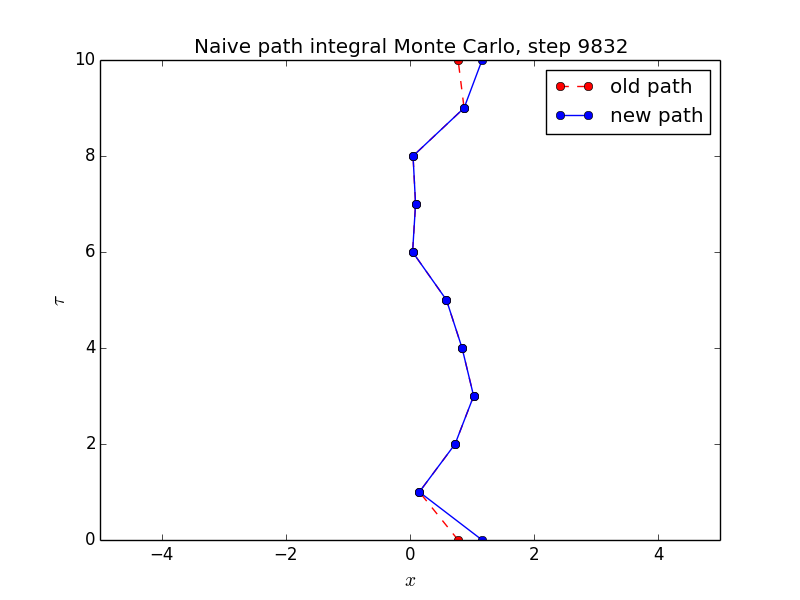 Naive path integral Monte Carlo, step 9832
old path
new path
10
8
6
4
2
0
τ
−4 −2 0 2 4
x